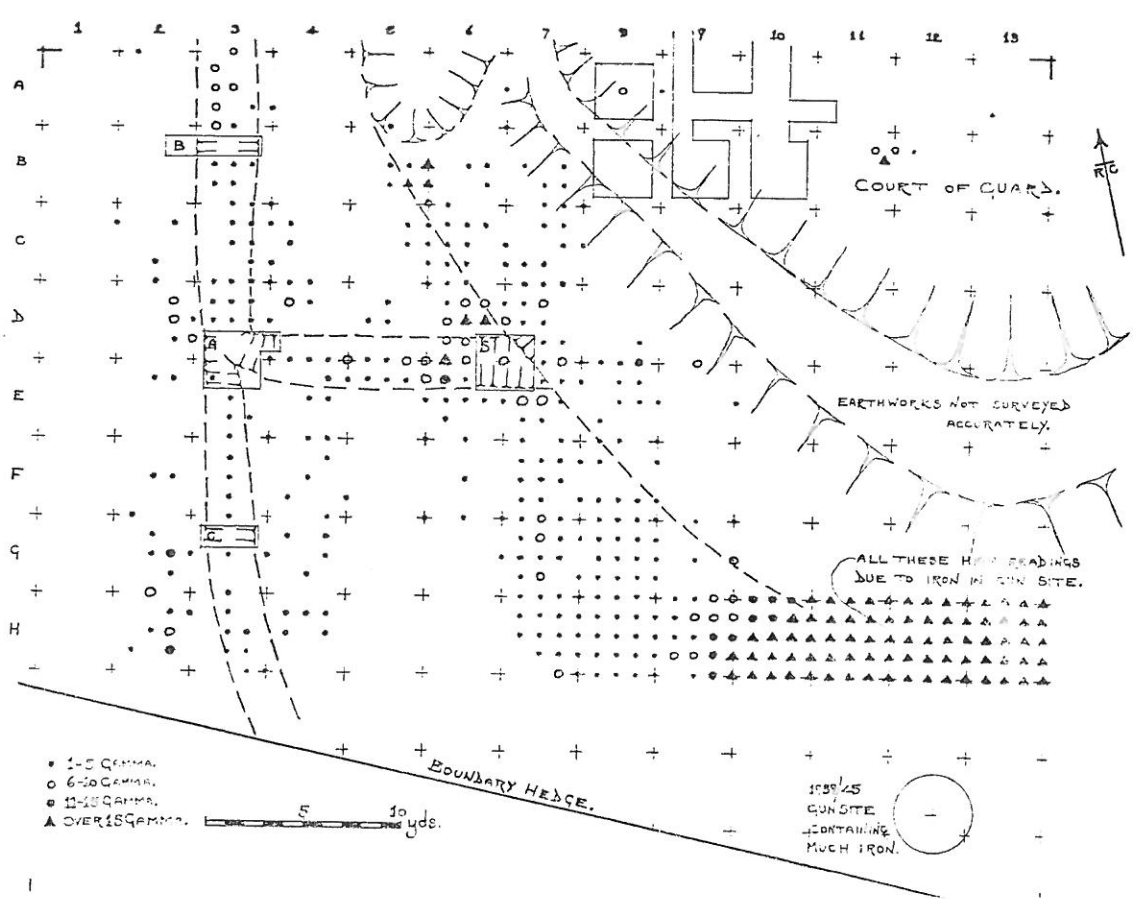 1 2 3 4 5 6 7 8 9 10 11 12 13
A
B
C
D
E
F
G
H
B
A
S
C
COURT OF GUARD.
EARTHWORKS NOT SURVEYED
ACCURATELY.
ALL THESE HIGH READINGS
DUE TO IRON IN GUN SITE.
1-5 GAMMA.
6-10 GAMMA.
11-15 GAMMA.
OVER 15 GAMMA.
5 10
yds.
BOUNDARY HEDGE.
1939/45
GUN SITE
CONTAINING
MUCH IRON.